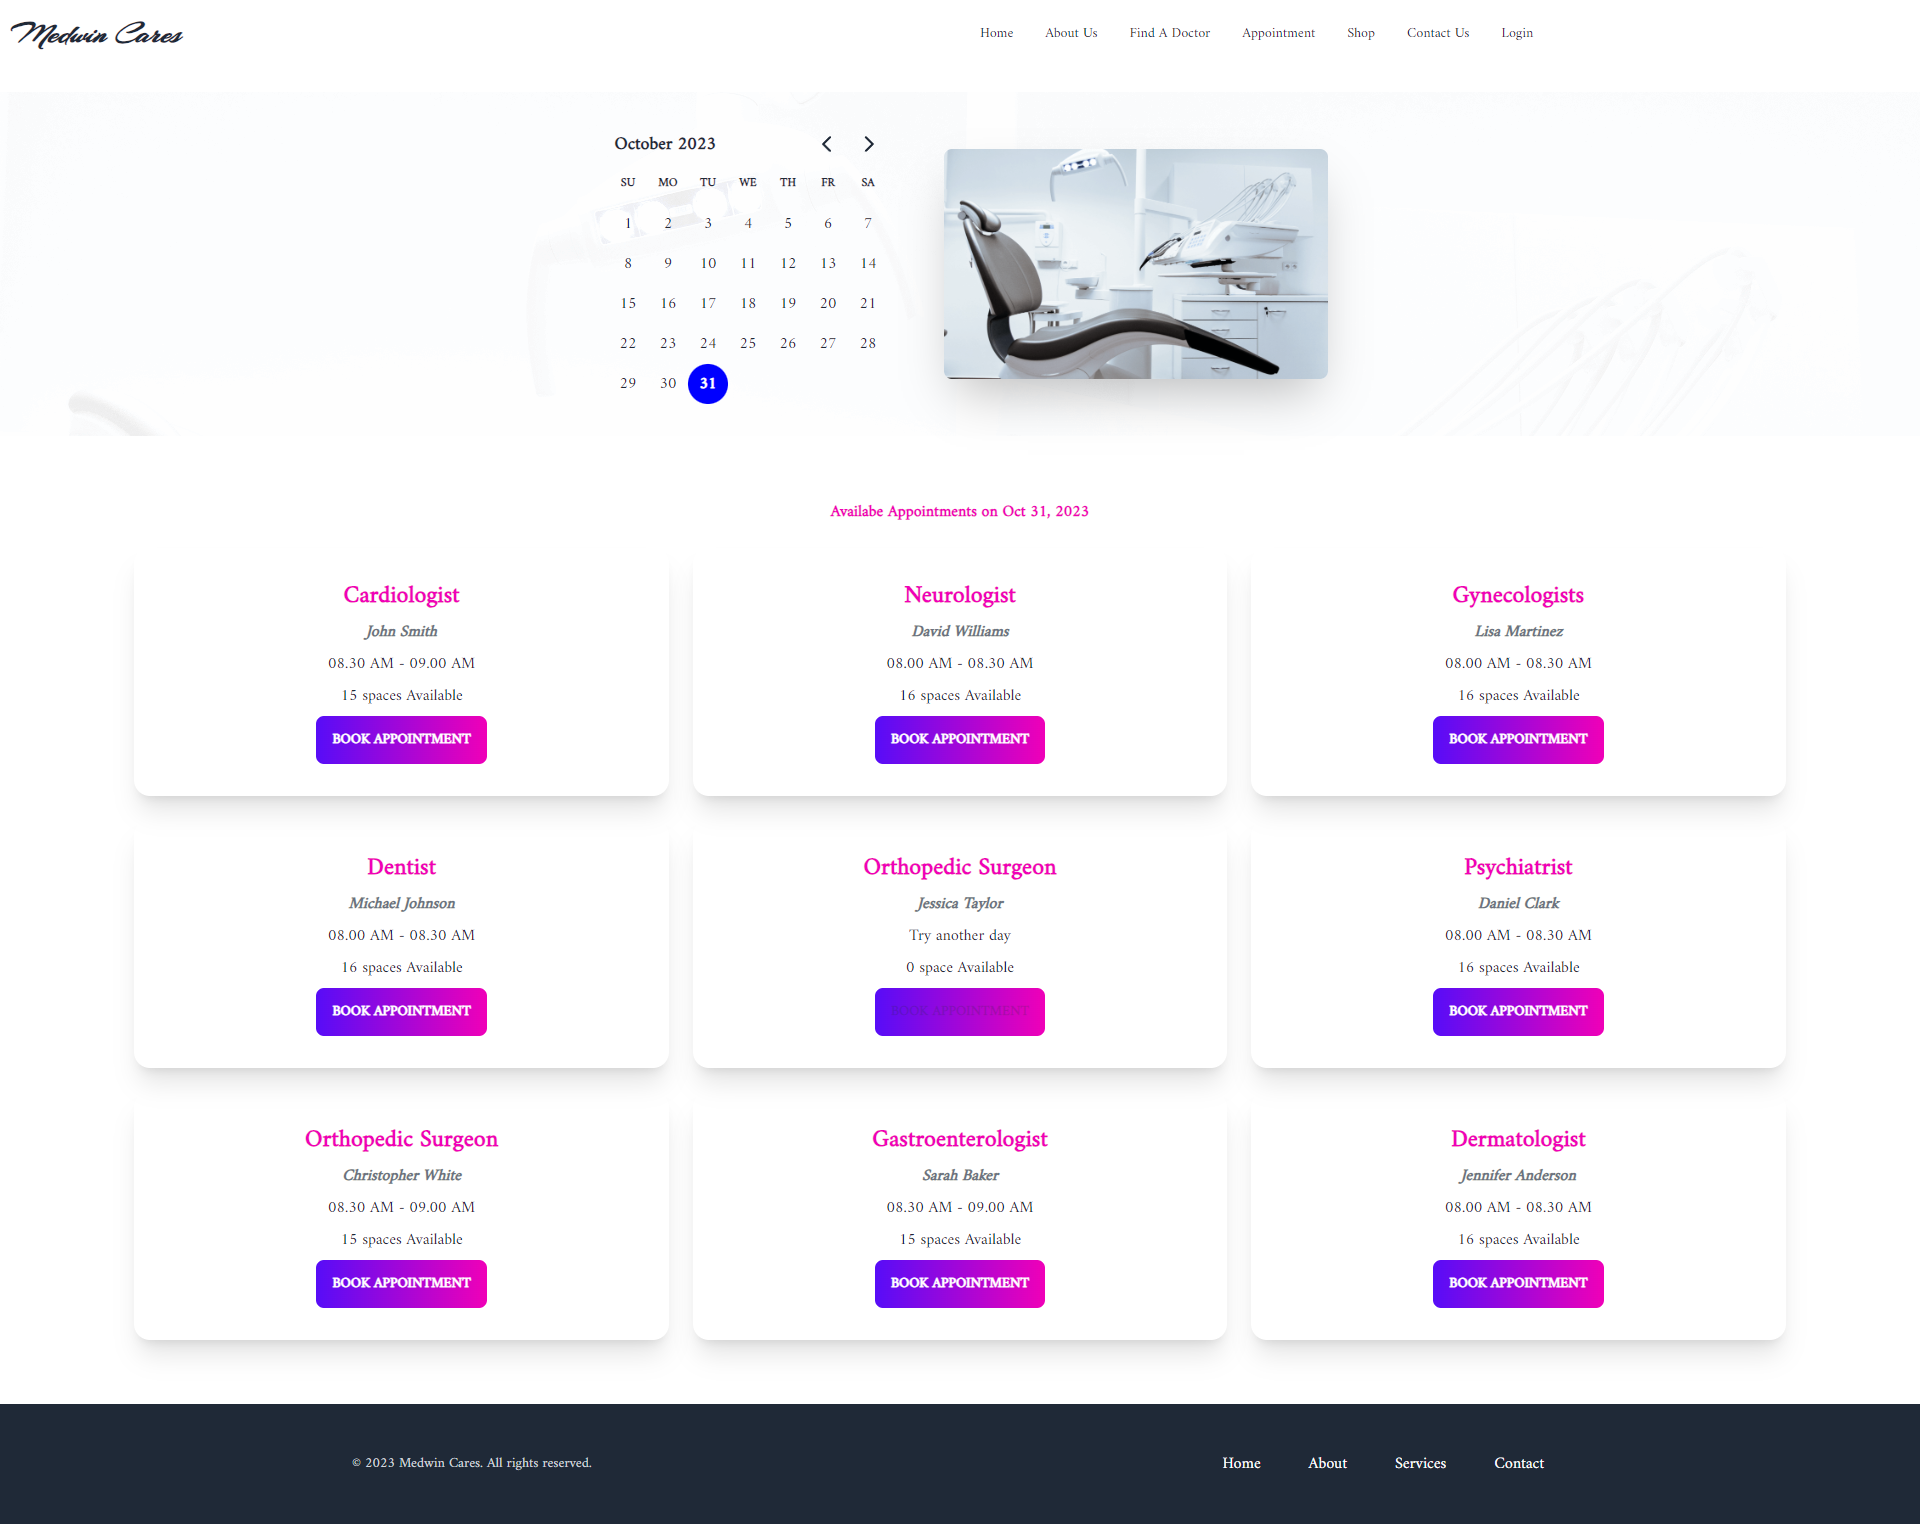 Medwin Cares
Home About Us Find A Doctor Appointment Shop Contact Us Login
October 2023
SU MO TU WE TH FR SA
1 2 3 4 5 6 7
8 9 10 11 12 13 14
15 16 17 18 19 20 21
22 23 24 25 26 27 28
29 30 31
Availabe Appointments on Oct 31, 2023
Cardiologist
John Smith
08.30 AM - 09.00 AM
15 spaces Available
BOOK APPOINTMENT
Neurologist
David Williams
08.00 AM - 08.30 AM
16 spaces Available
BOOK APPOINTMENT
Gynecologists
Lisa Martinez
08.00 AM - 08.30 AM
16 spaces Available
BOOK APPOINTMENT
Dentist
Michael Johnson
08.00 AM - 08.30 AM
16 spaces Available
BOOK APPOINTMENT
Orthopedic Surgeon
Jessica Taylor
Try another day
0 space Available
BOOK APPOINTMENT
Psychiatrist
Daniel Clark
08.00 AM - 08.30 AM
16 spaces Available
BOOK APPOINTMENT
Orthopedic Surgeon
Christopher White
08.30 AM - 09.00 AM
15 spaces Available
BOOK APPOINTMENT
Gastroenterologist
Sarah Baker
08.30 AM - 09.00 AM
15 spaces Available
BOOK APPOINTMENT
Dermatologist
Jennifer Anderson
08.00 AM - 08.30 AM
16 spaces Available
BOOK APPOINTMENT
© 2023 Medwin Cares. All rights reserved.
Home About Services Contact